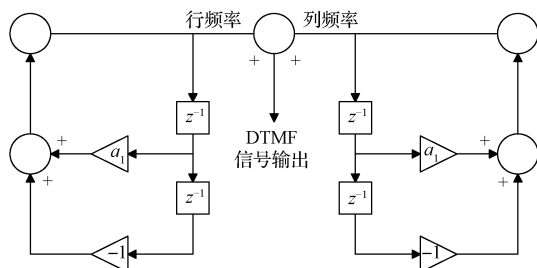 行频率 列频率
+ +
z⁻¹ z⁻¹
DTMF
信号输出
+ a₁ a₁ +
+ +
z⁻¹ z⁻¹
−1 −1